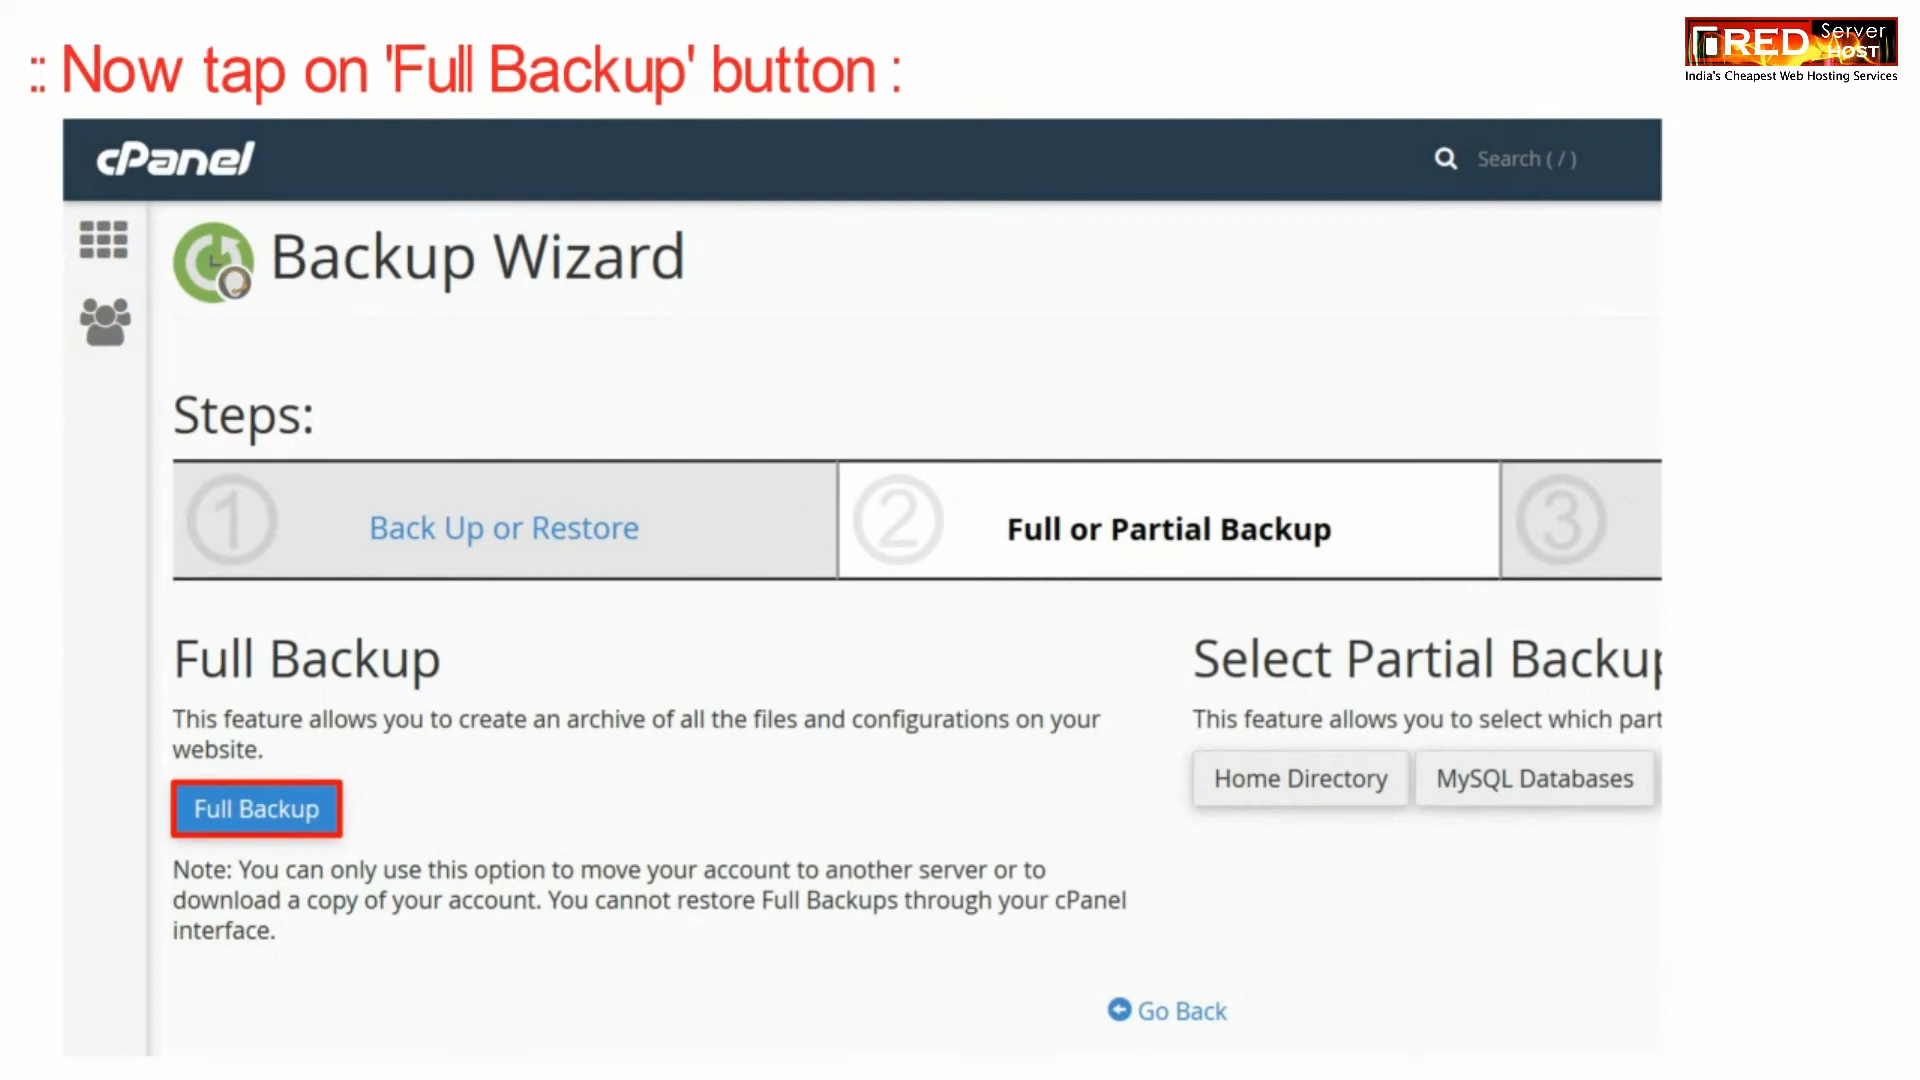 :: Now tap on 'Full Backup' button :
RED Server HOST
India's Cheapest Web Hosting Services
cPanel
Search ( / )
Backup Wizard
Steps:
1 Back Up or Restore
2 Full or Partial Backup
3
Full Backup
This feature allows you to create an archive of all the files and configurations on your
website.
Full Backup
Note: You can only use this option to move your account to another server or to
download a copy of your account. You cannot restore Full Backups through your cPanel
interface.
Select Partial Backup
This feature allows you to select which part
Home Directory
MySQL Databases
Go Back